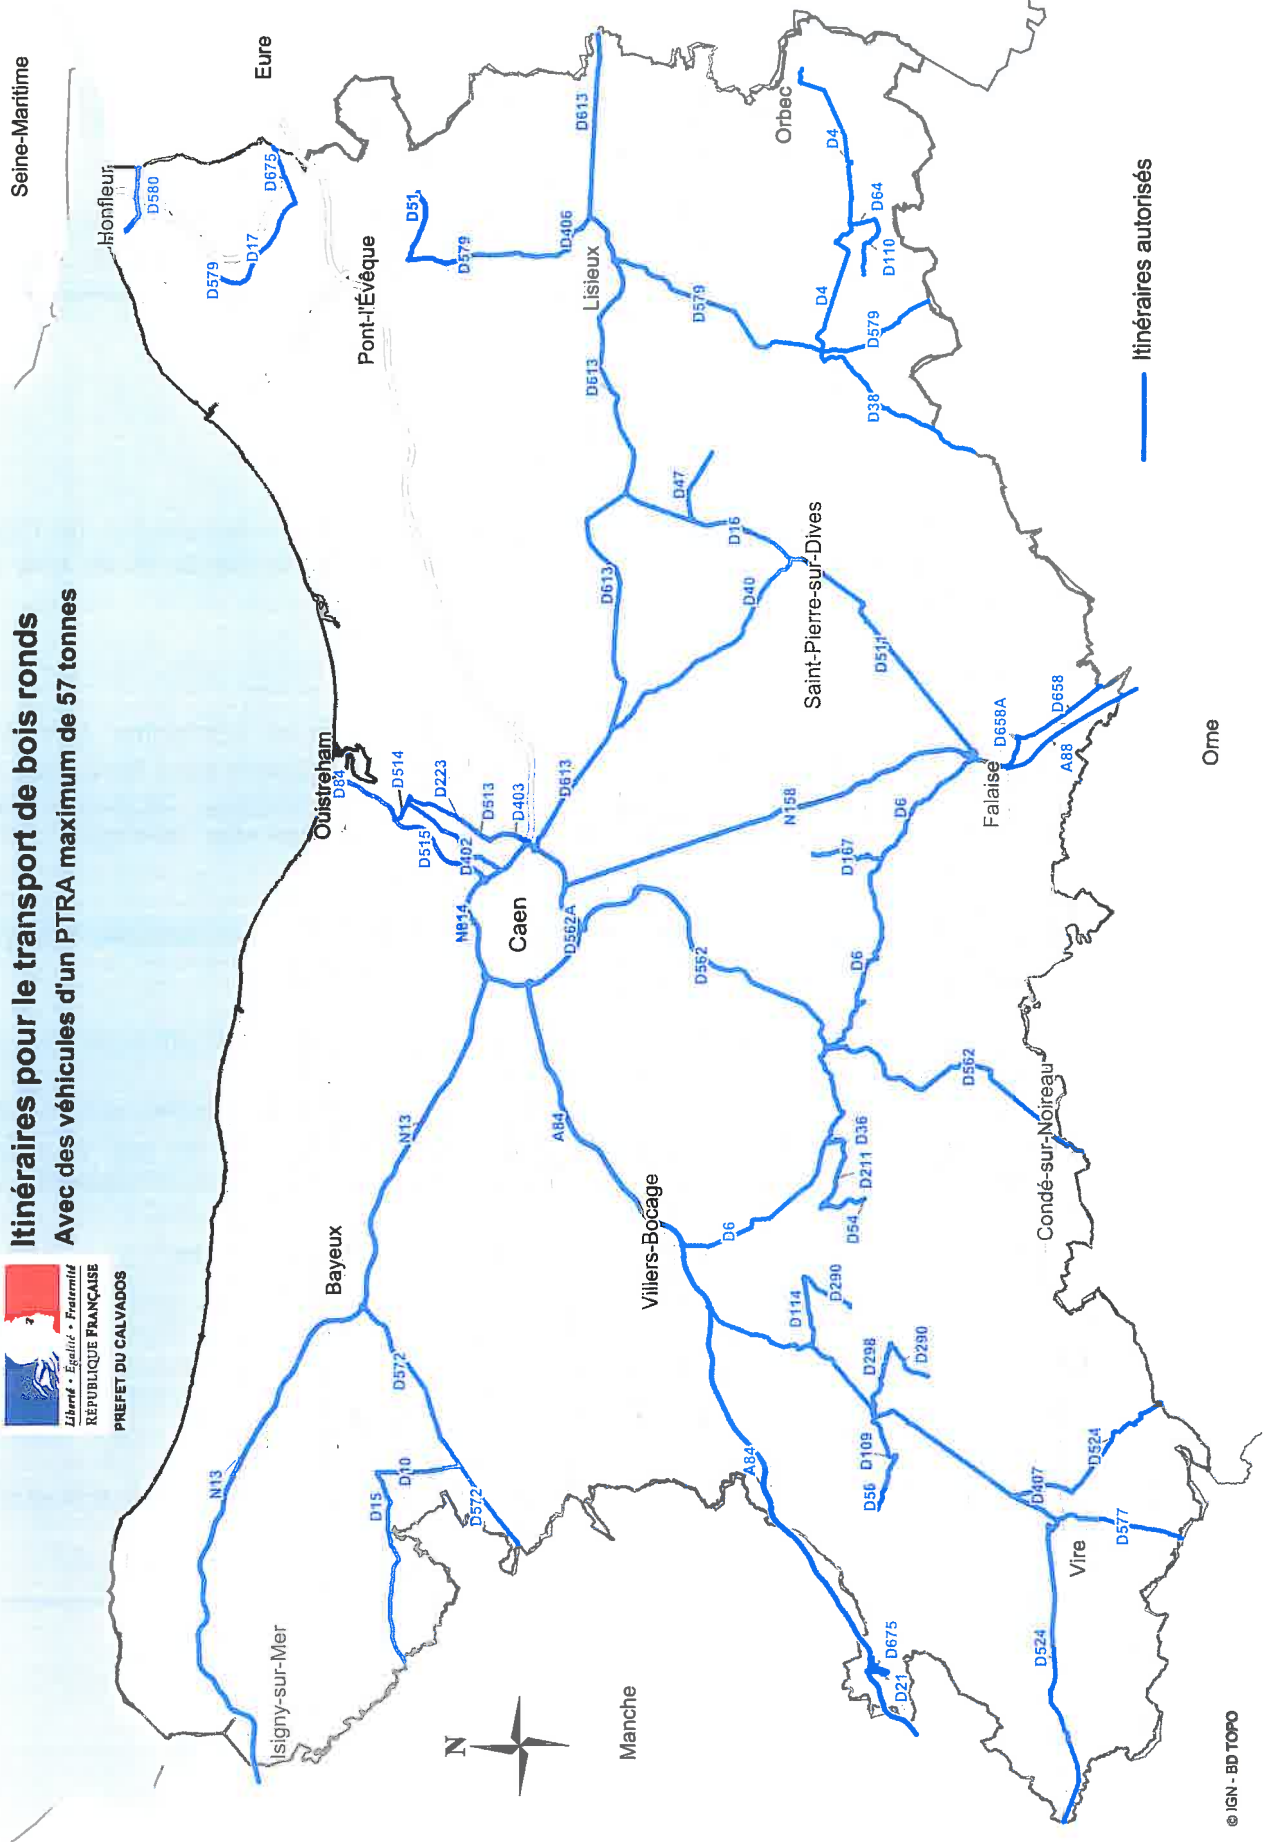 Itinéraires pour le transport de bois ronds
Avec des véhicules d'un PTRA maximum de 57 tonnes
Liberté • Égalité • Fraternité
RÉPUBLIQUE FRANÇAISE
PREFET DU CALVADOS
Seine-Maritime
Eure
Honfleur
D580
D675
D17
D579
Pont-l'Évêque
D51
D579
D406
D613
Lisieux
D579
D613
Orbec
D4
D64
D110
D4
D579
D38
D47
D16
D613
D40
Saint-Pierre-sur-Dives
D511
Ouistreham
D84
D514
D223
D515
D513
D402
D403
D613
N814
Caen
D562A
N158
D658A
D658
A88
Falaise
D6
D167
D562
D6
D562
Condé-sur-Noireau
Orne
N13
A84
Bayeux
Villers-Bocage
D36
D211
D54
D6
D572
D114
D290
D298
D290
N13
D10
D15
D572
A84
D109
D56
D524
D407
D577
Vire
D524
Isigny-sur-Mer
D675
D21
N
Manche
Itinéraires autorisés
© IGN - BD TOPO